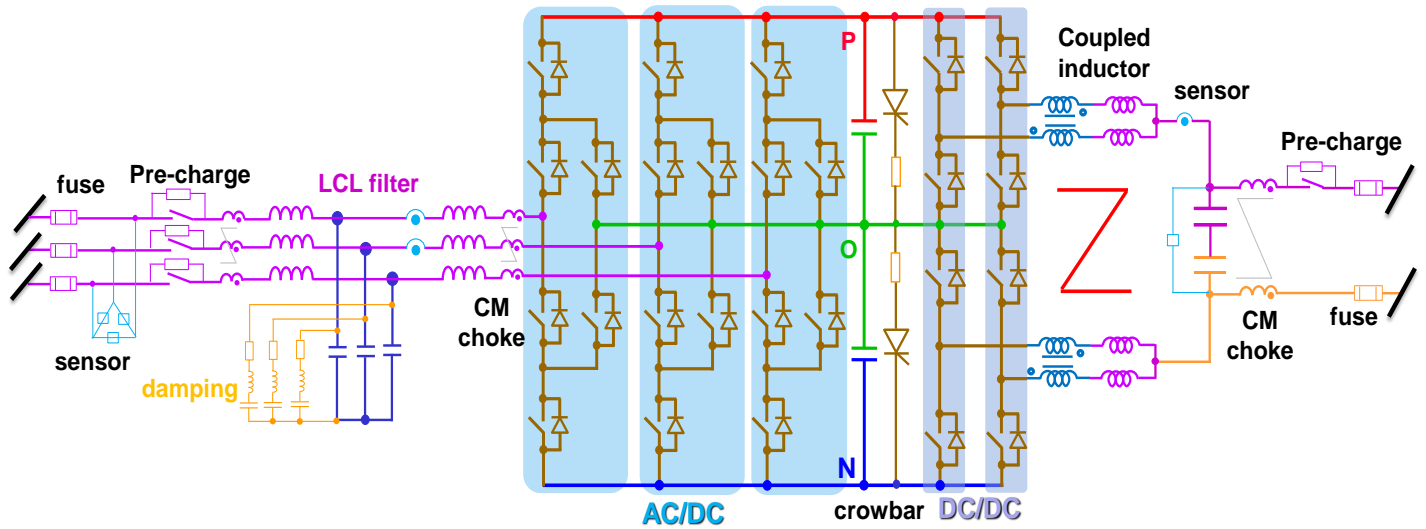 Coupled
inductor
sensor
Pre-charge
fuse
Pre-charge
LCL filter
P
O
N
CM
choke
sensor
damping
CM
choke
fuse
AC/DC
crowbar
DC/DC